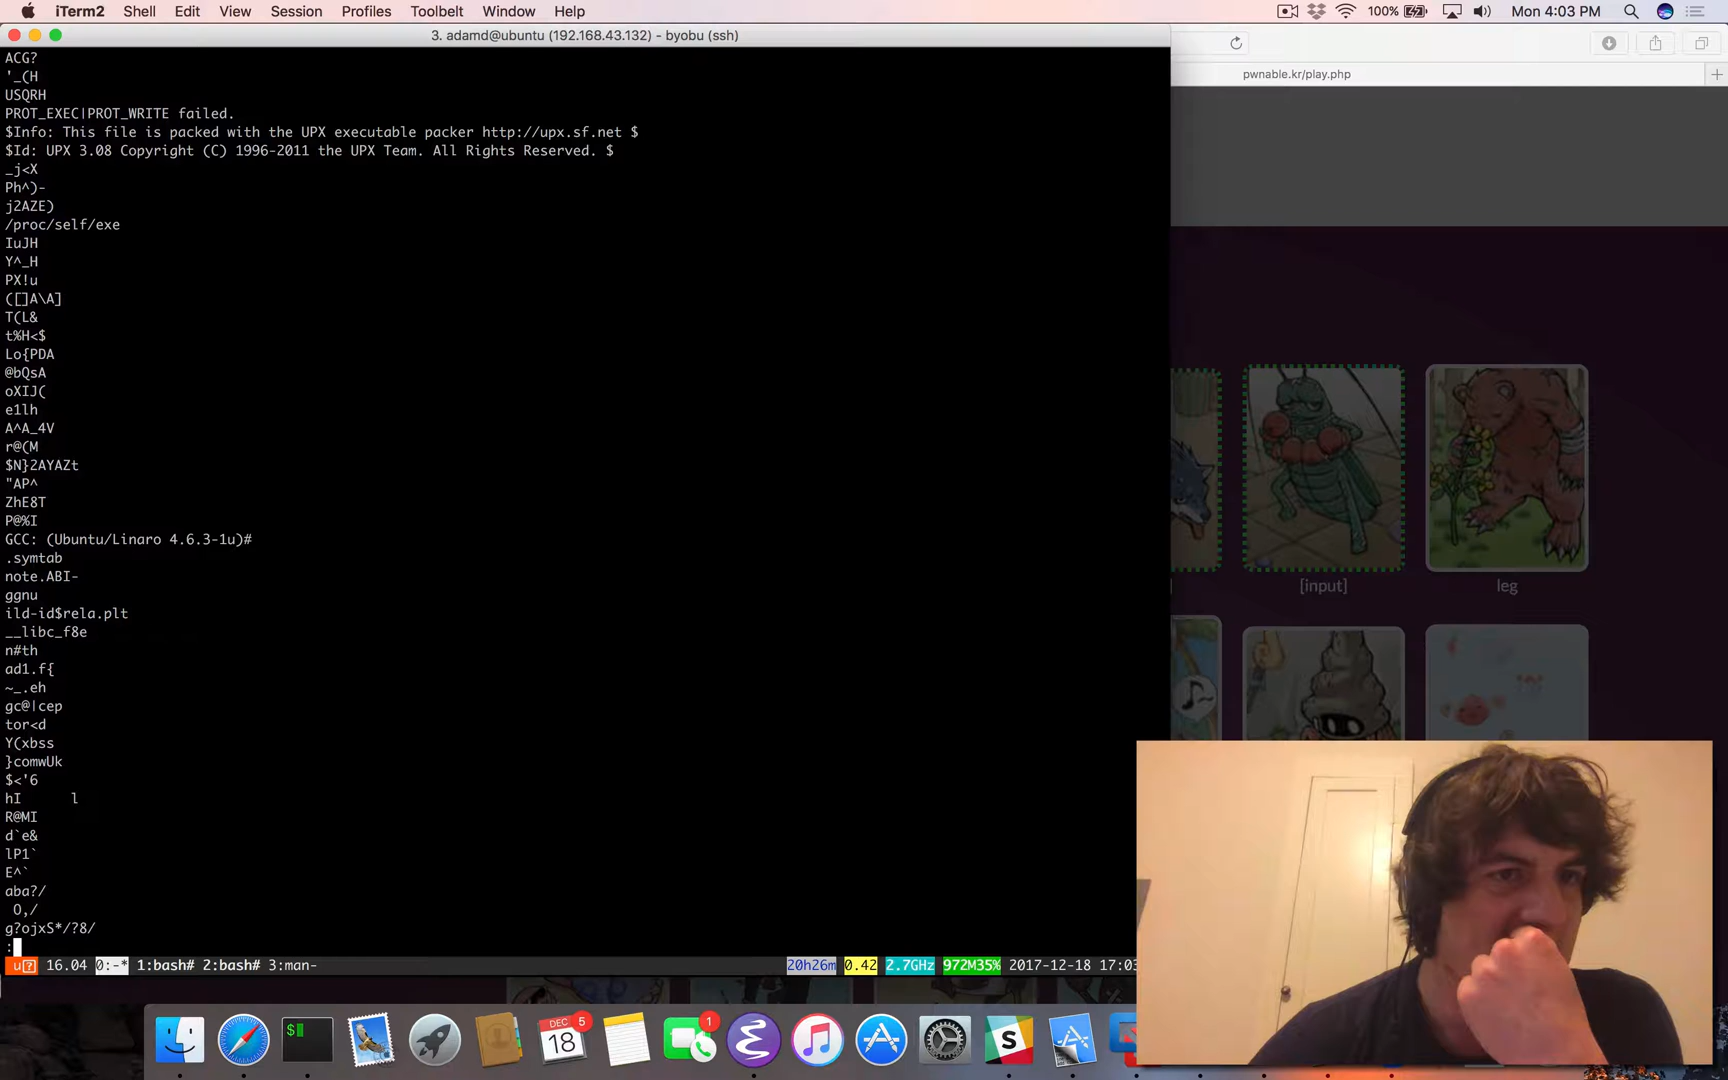 iTerm2 Shell Edit View Session Profiles Toolbelt Window Help
100% Mon 4:03 PM
3. adamd@ubuntu (192.168.43.132) - byobu (ssh)
pwnable.kr/play.php
ACG?
'_(H
USQRH
PROT_EXEC|PROT_WRITE failed.
$Info: This file is packed with the UPX executable packer http://upx.sf.net $
$Id: UPX 3.08 Copyright (C) 1996-2011 the UPX Team. All Rights Reserved. $
_j<X
Ph^)-
j2AZE)
/proc/self/exe
IuJH
Y^_H
PX!u
([]A\A]
T(L&
t%H<$
Lo{PDA
@bQsA
oXIJ(
e1lh
A^A_4V
r@(M
$N}2AYAZt
"AP^
ZhE8T
P@%I
GCC: (Ubuntu/Linaro 4.6.3-1u)#
.symtab
note.ABI-
ggnu
ild-id$rela.plt
__libc_f8e
n#th
ad1.f{
~_.eh
gc@|cep
tor<d
Y(xbss
}comwUk
$<'6
hI l
R@MI
d`e&
lP1`
E^`
aba?/
O,/
g?ojxS*/?8/
:
16.04 0:-* 1:bash# 2:bash# 3:man- 20h26m 0.42 2.7GHz 972M35% 2017-12-18 17:03
[input] leg
DEC 5
18
1
$
S